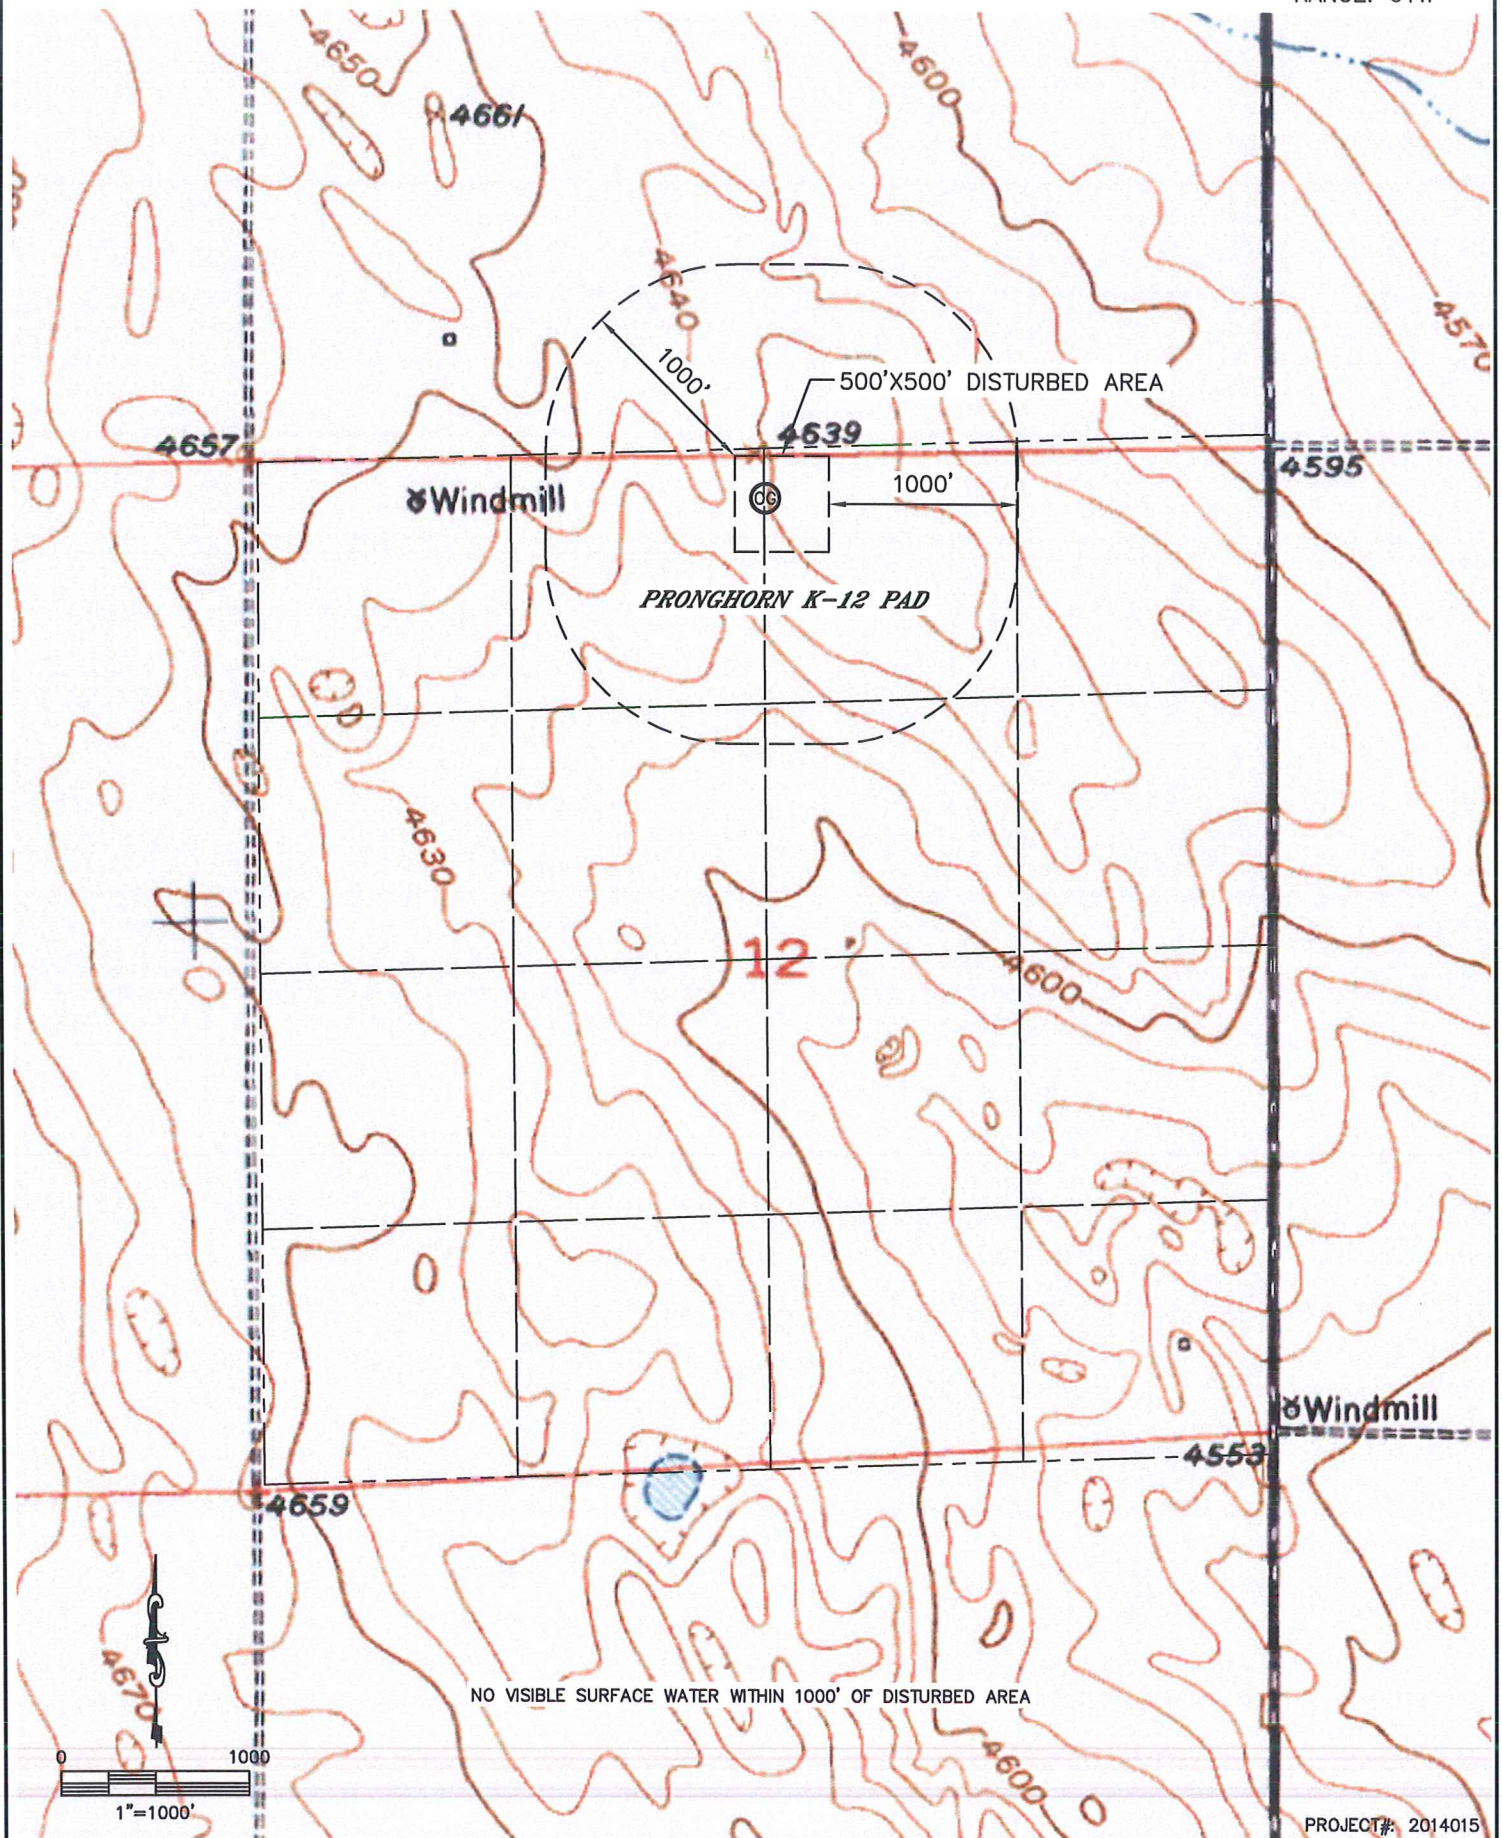 4650
4661
4600
4570
4640
1000'
500'X500' DISTURBED AREA
4657
4639
4595
Windmill
OG
1000'
PRONGHORN K-12 PAD
4630
12
4600
Windmill
4553
4659
4670
NO VISIBLE SURFACE WATER WITHIN 1000' OF DISTURBED AREA
4600
0 1000
1"=1000'
PROJECT#: 2014015